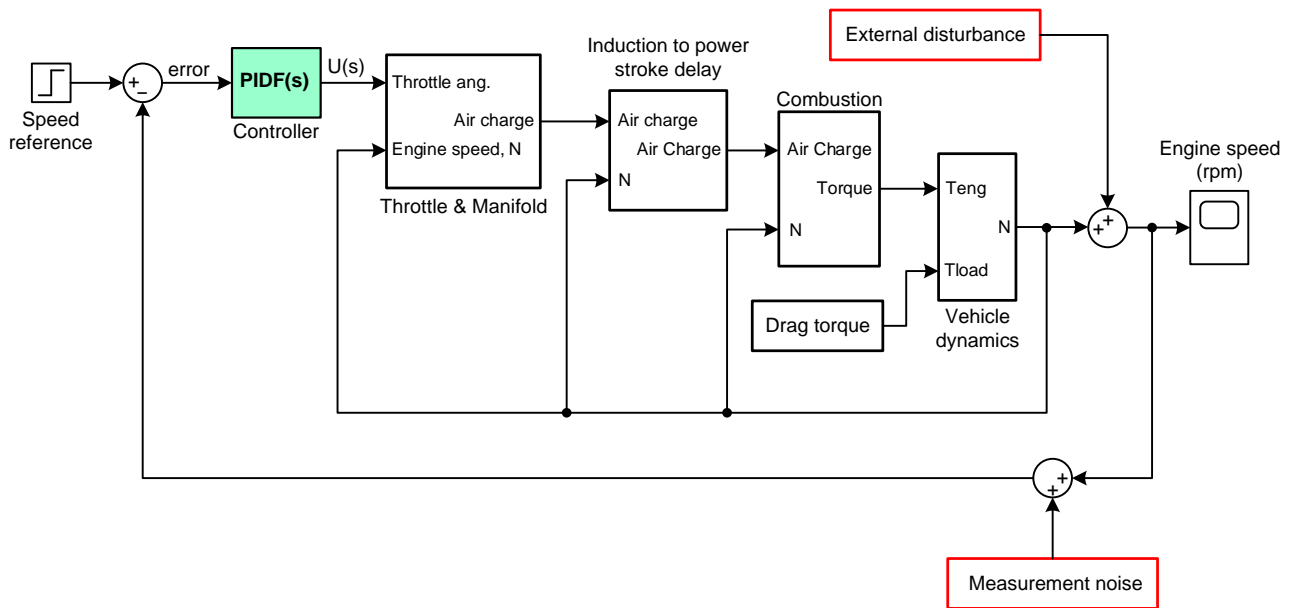 External disturbance
Induction to power
stroke delay
error
U(s)
PIDF(s)
Controller
Speed
reference
+
−
Throttle ang.
Air charge
Engine speed, N
Throttle & Manifold
Air charge
Air Charge
N
Combustion
Air Charge
Torque
N
Teng
N
Tload
Vehicle
dynamics
Drag torque
+
+
Engine speed
(rpm)
+
+
Measurement noise